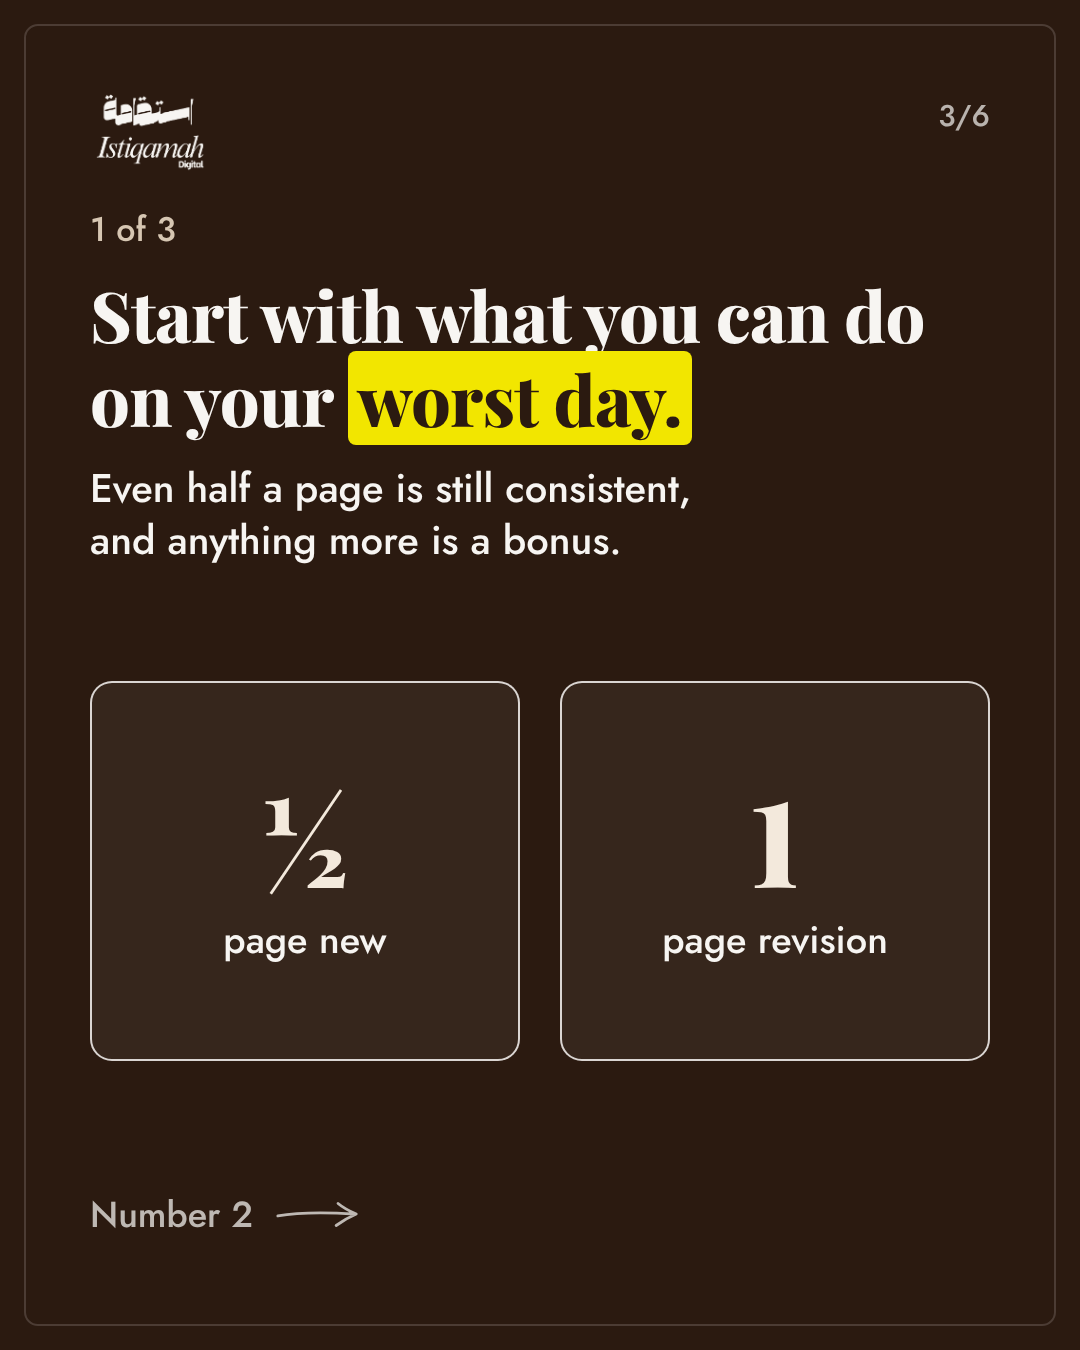 استقامة
Istiqamah
Digital
3/6
1 of 3
Start with what you can do
on your worst day.
Even half a page is still consistent,
and anything more is a bonus.
½
page new
1
page revision
Number 2